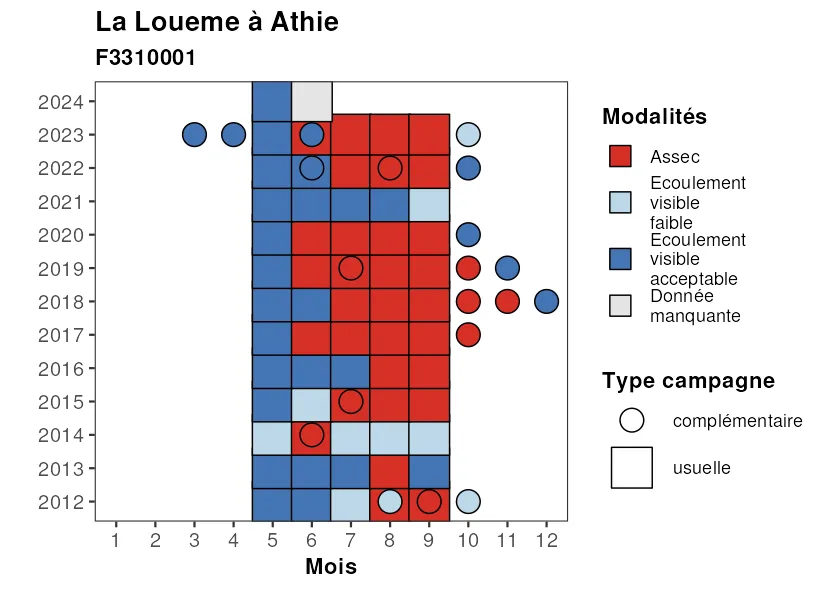 La Loueme à Athie
F3310001
2024
2023
2022
2021
2020
2019
2018
2017
2016
2015
2014
2013
2012
1 2 3 4 5 6 7 8 9 10 11 12
Mois
Modalités
Assec
Ecoulement
visible
faible
Ecoulement
visible
acceptable
Donnée
manquante
Type campagne
complémentaire
usuelle